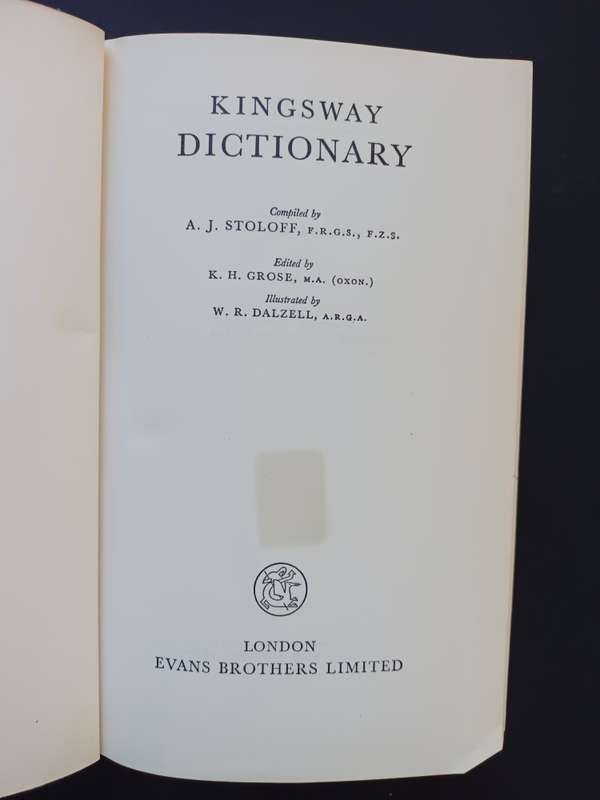 KINGSWAY
DICTIONARY
Compiled by
A. J. STOLOFF, F.R.G.S., F.Z.S.
Edited by
K. H. GROSE, M.A. (OXON.)
Illustrated by
W. R. DALZELL, A.R.G.A.
LONDON
EVANS BROTHERS LIMITED